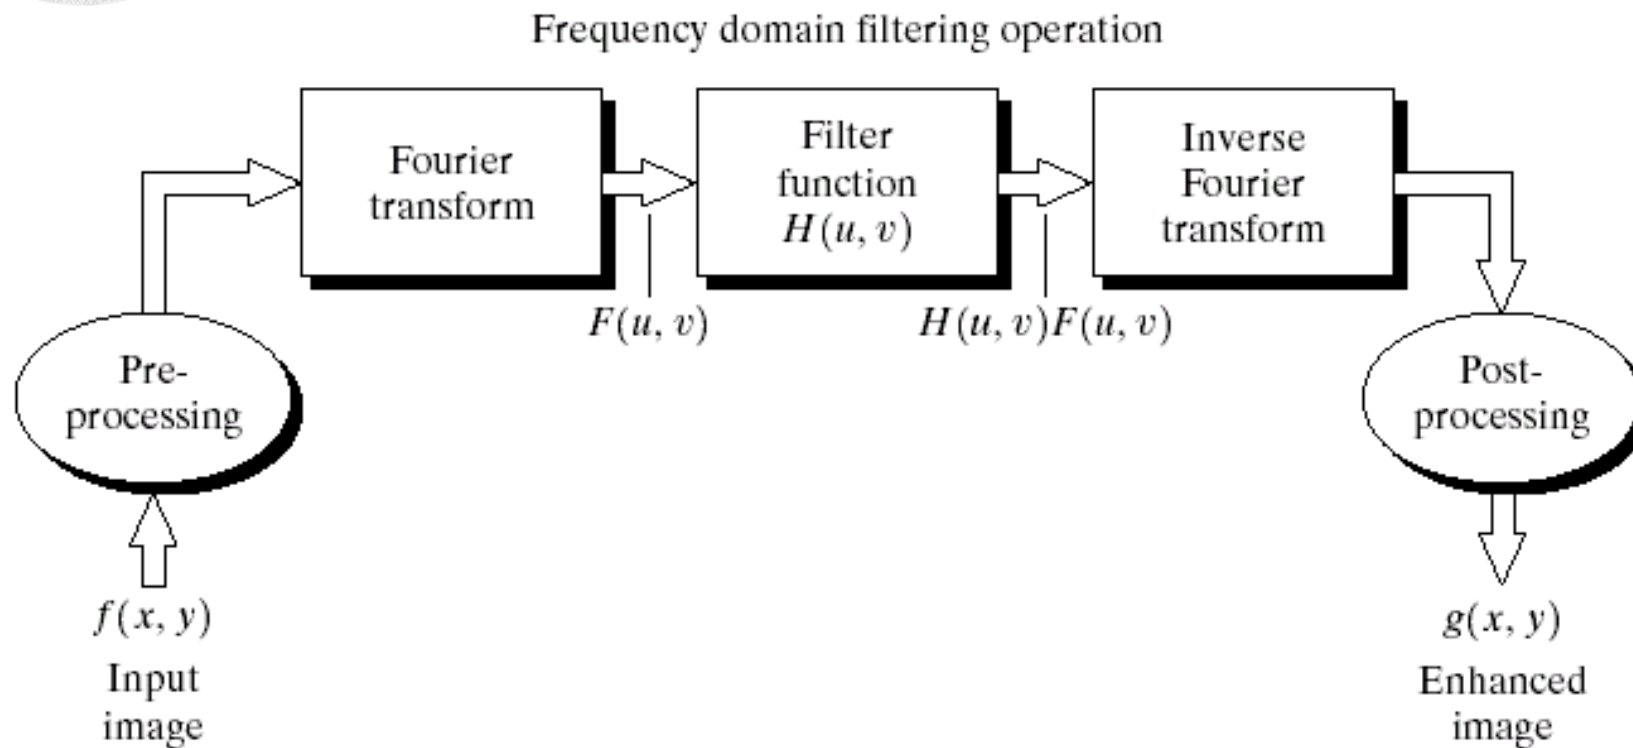 Frequency domain filtering operation
Fourier
transform
Filter
function
H(u, v)
Inverse
Fourier
transform
F(u, v)
H(u, v)F(u, v)
Pre-
processing
Post-
processing
f(x, y)
Input
image
g(x, y)
Enhanced
image